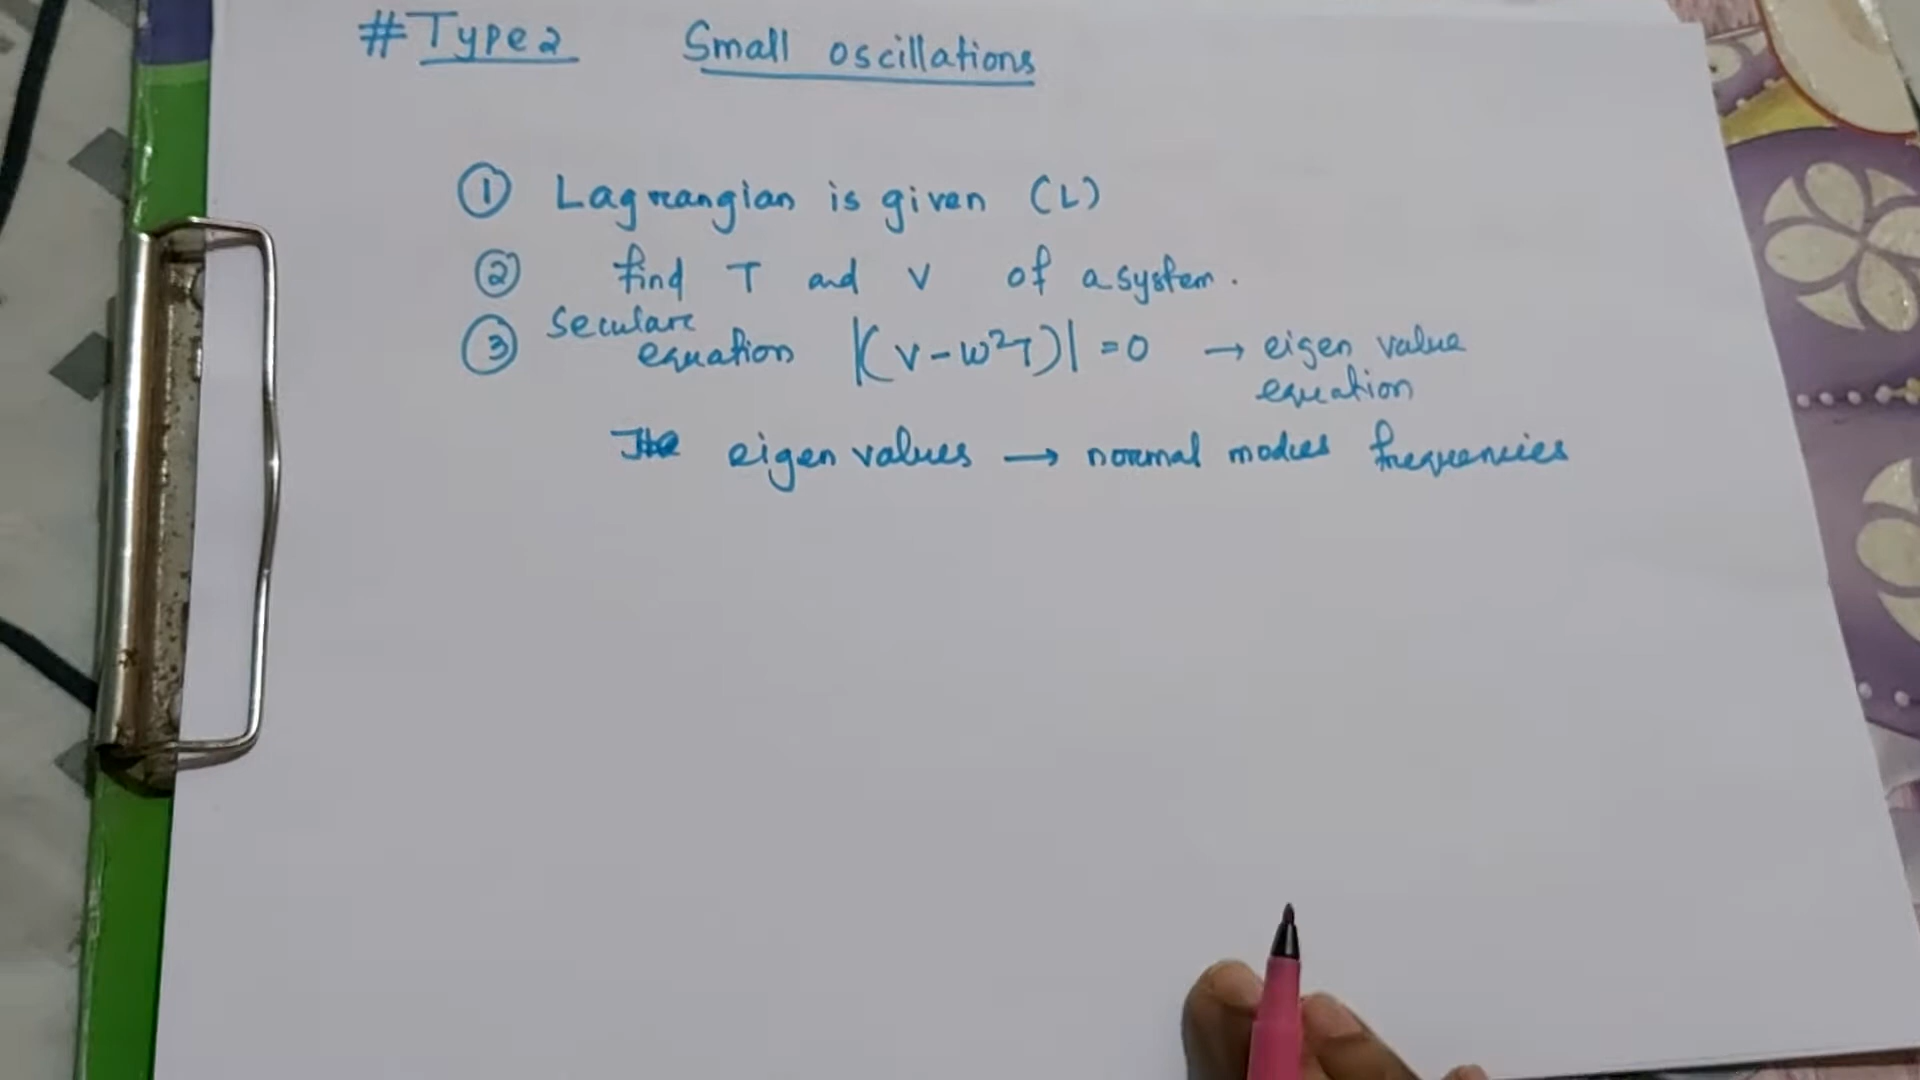 #Type2 Small oscillations
① Lagrangian is given (L)
② find T and V of a system.
③ Seculare equation |(V-ω²T)| = 0 → eigen value equation
The eigen values → normal modes frequencies